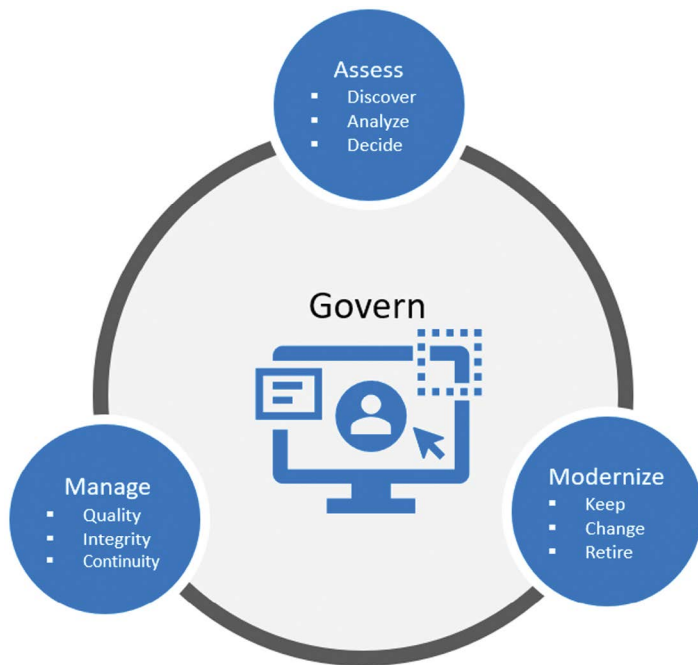 Assess
▪ Discover
▪ Analyze
▪ Decide
Govern
Manage
▪ Quality
▪ Integrity
▪ Continuity
Modernize
▪ Keep
▪ Change
▪ Retire